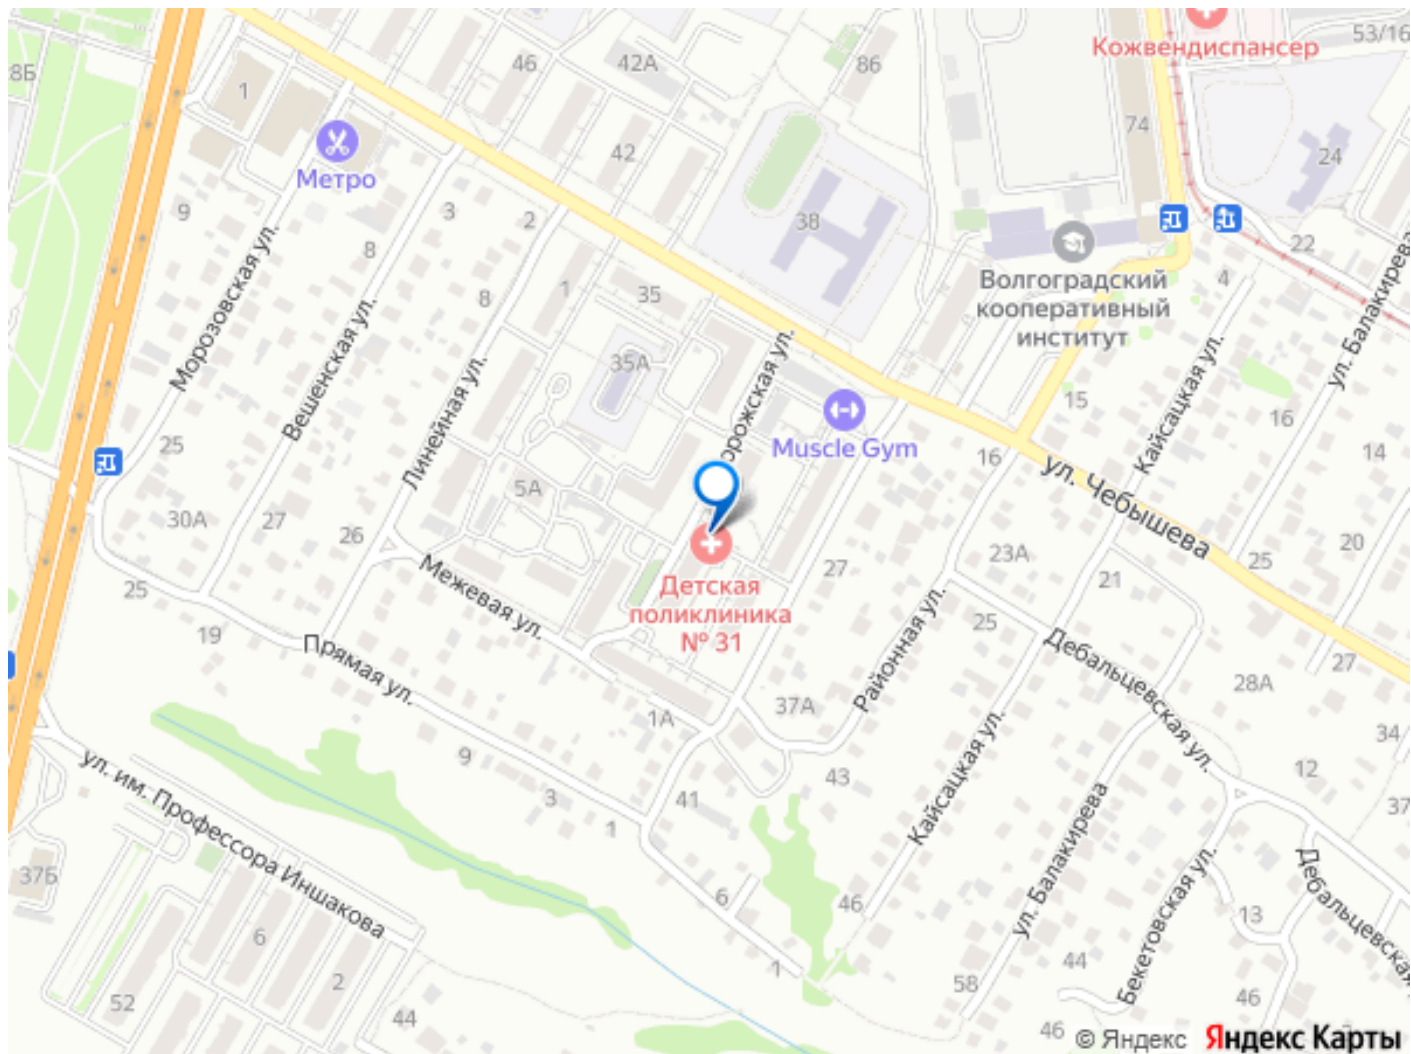 53/16
Кожвендиспансер
8Б
1
46
42А
86
74
24
42
Метро
9
3
2
38
8
22
4
Волгоградский
кооперативный
институт
Морозовская ул.
Вешенская ул.
Линейная ул.
8
1
35
35А
орожская ул.
Muscle Gym
15
16
Кайсацкая ул.
ул. Балакирева
16
14
25
5А
30А
27
26
ул. Чебышева
20
25
23А
21
27
Детская
поликлиника
№ 31
Межевая ул.
25
19
Прямая ул.
25
Районная ул.
Дебальцевская ул.
27
28А
37А
1А
34
9
43
12
3
41
1
37
ул. им. Профессора Иншакова
Кайсацкая ул.
ул. Балакирева
Бекетовская ул.
Дебальцевская
37Б
6
46
13
6
1
2
58
44
52
44
46
46
© Яндекс
Яндекс Карты